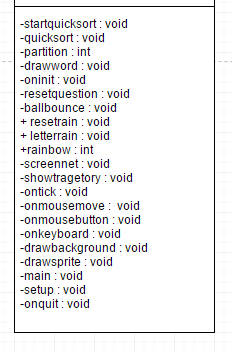 -startquicksort : void
-quicksort : void
-partition : int
-drawword : void
-oninit : void
-resetquestion : void
-ballbounce : void
+ resetrain : void
+ letterrain : void
+rainbow : int
-screennet : void
-showtragetory : void
-ontick : void
-onmousemove :  void
-onmousebutton : void
-onkeyboard : void
-drawbackground : void
-drawsprite : void
-main : void
-setup : void
-onquit : void